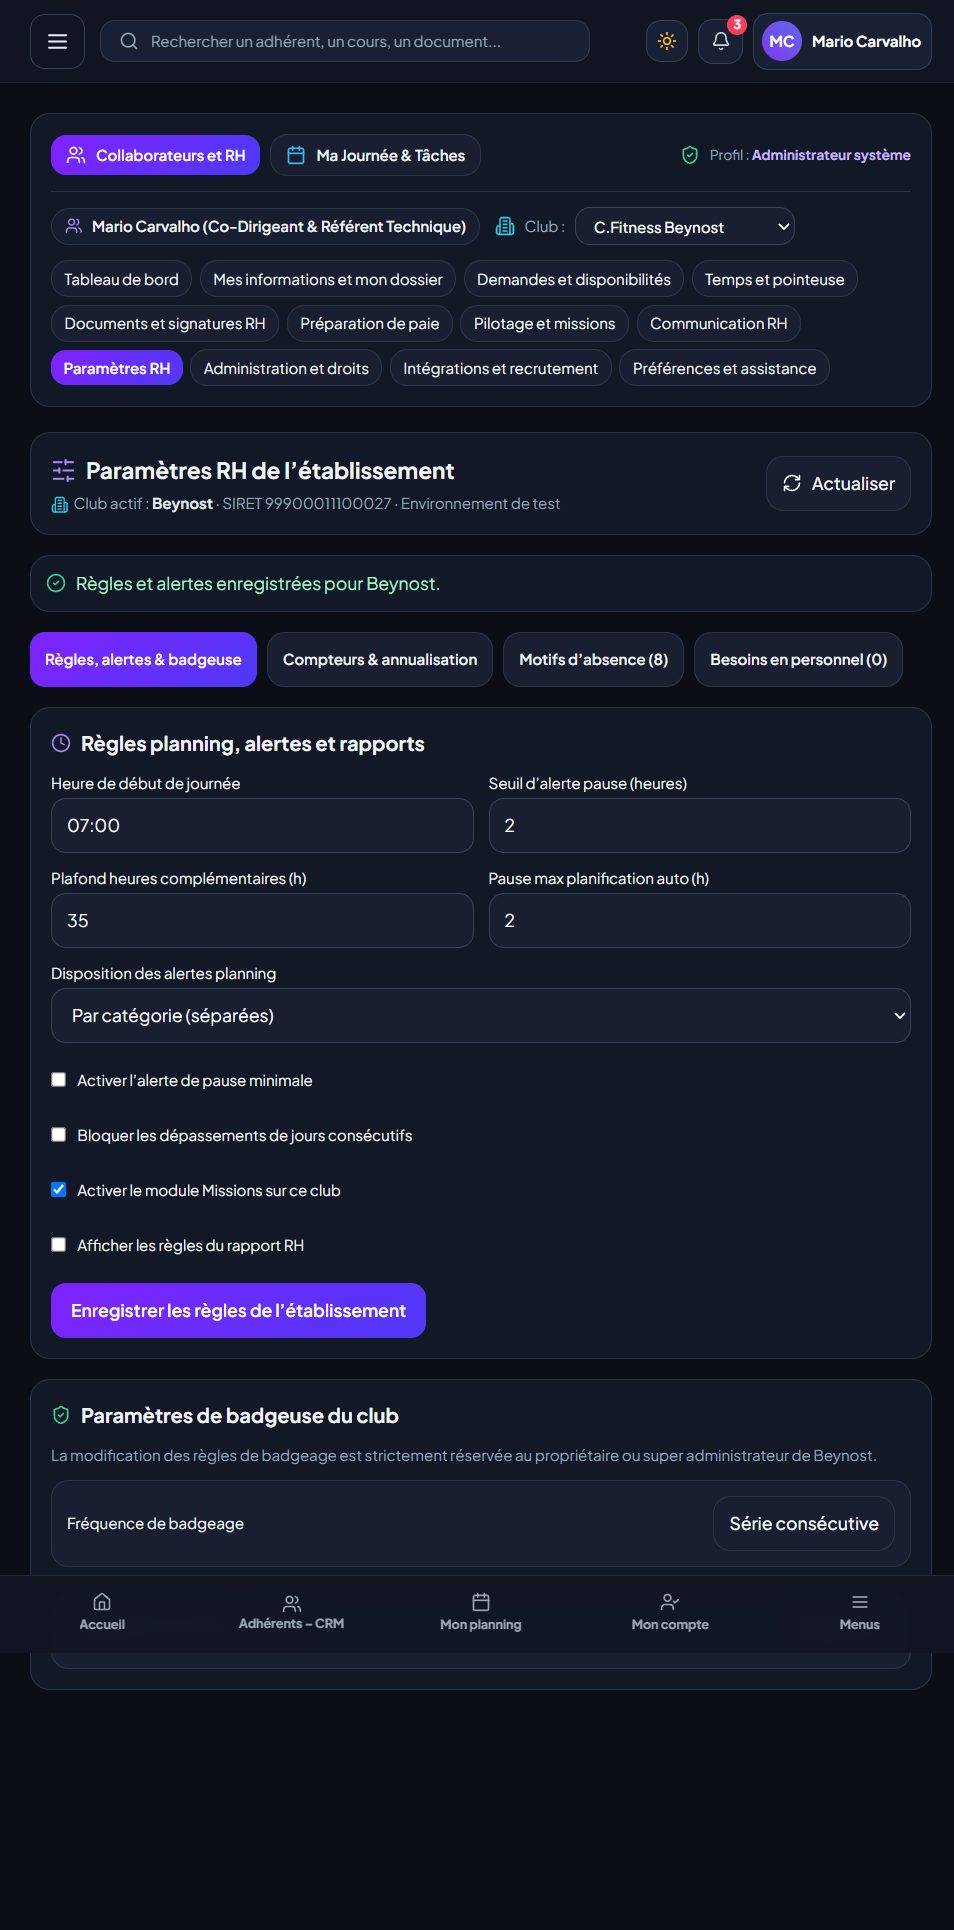 Rechercher un adhérent, un cours, un document...
3
MC
Mario Carvalho
Collaborateurs et RH
Ma Journée & Tâches
Profil : Administrateur système
Mario Carvalho (Co-Dirigeant & Référent Technique)
Club :
C.Fitness Beynost
Tableau de bord
Mes informations et mon dossier
Demandes et disponibilités
Temps et pointeuse
Documents et signatures RH
Préparation de paie
Pilotage et missions
Communication RH
Paramètres RH
Administration et droits
Intégrations et recrutement
Préférences et assistance
Paramètres RH de l’établissement
Club actif : Beynost · SIRET 99900011100027 · Environnement de test
Actualiser
Règles et alertes enregistrées pour Beynost.
Règles, alertes & badgeuse
Compteurs & annualisation
Motifs d’absence (8)
Besoins en personnel (0)
Règles planning, alertes et rapports
Heure de début de journée
Seuil d’alerte pause (heures)
07:00
2
Plafond heures complémentaires (h)
Pause max planification auto (h)
35
2
Disposition des alertes planning
Par catégorie (séparées)
Activer l’alerte de pause minimale
Bloquer les dépassements de jours consécutifs
Activer le module Missions sur ce club
Afficher les règles du rapport RH
Enregistrer les règles de l’établissement
Paramètres de badgeuse du club
La modification des règles de badgeage est strictement réservée au propriétaire ou super administrateur de Beynost.
Fréquence de badgeage
Série consécutive
Accueil
Adhérents – CRM
Mon planning
Mon compte
Menus